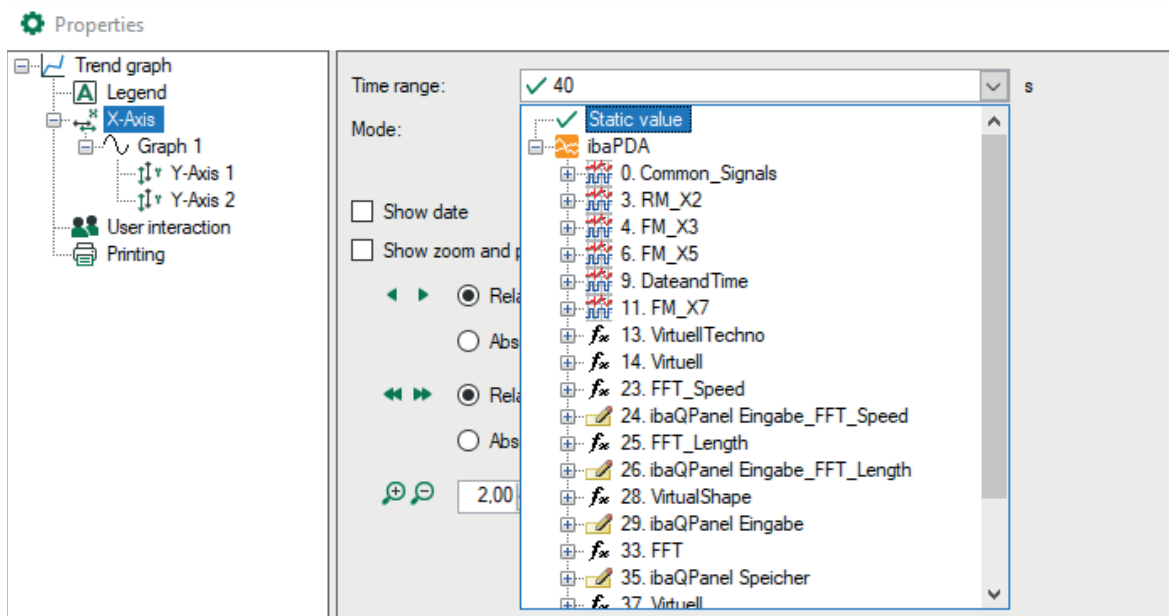 Properties
Trend graph
Legend
X-Axis
Graph 1
Y-Axis 1
Y-Axis 2
User interaction
Printing
Time range: 40 s
Static value
Mode:
ibaPDA
0. Common_Signals
3. RM_X2
4. FM_X3
6. FM_X5
9. DateandTime
11. FM_X7
13. VirtuellTechno
14. Virtuell
23. FFT_Speed
24. ibaQPanel Eingabe_FFT_Speed
25. FFT_Length
26. ibaQPanel Eingabe_FFT_Length
28. VirtualShape
29. ibaQPanel Eingabe
33. FFT
35. ibaQPanel Speicher
37. Virtuell
Show date
Show zoom and
Rela
Abs
Rela
Abs
2,00